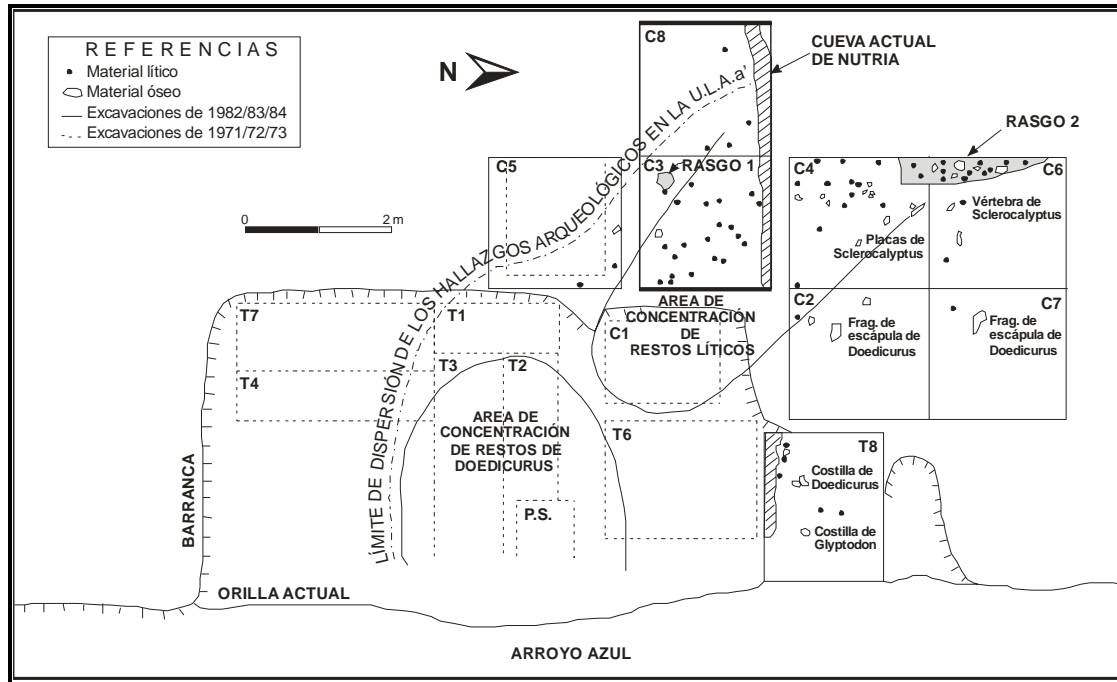 REFERENCIAS
Material lítico
Material óseo
Excavaciones de 1982/83/84
Excavaciones de 1971/72/73
N
C8
CUEVA ACTUAL
DE NUTRIA
LÍMITE DE DISPERSIÓN DE LOS HALLAZGOS ARQUEOLÓGICOS EN LA U.L.A.a'
RASGO 2
C5
C3
RASGO 1
C4
C6
0
2 m
Vértebra de
Sclerocalyptus
Placas de
Sclerocalyptus
AREA DE
CONCENTRACIÓN
DE
RESTOS LÍTICOS
C2
C7
Frag. de
escápula de
Doedicurus
Frag. de
escápula de
Doedicurus
T7
T1
C1
T4
T3
T2
AREA DE
CONCENTRACIÓN
DE RESTOS DE
DOEDICURUS
T6
T8
Costilla de
Doedicurus
P.S.
Costilla de
Glyptodon
BARRANCA
ORILLA ACTUAL
ARROYO AZUL